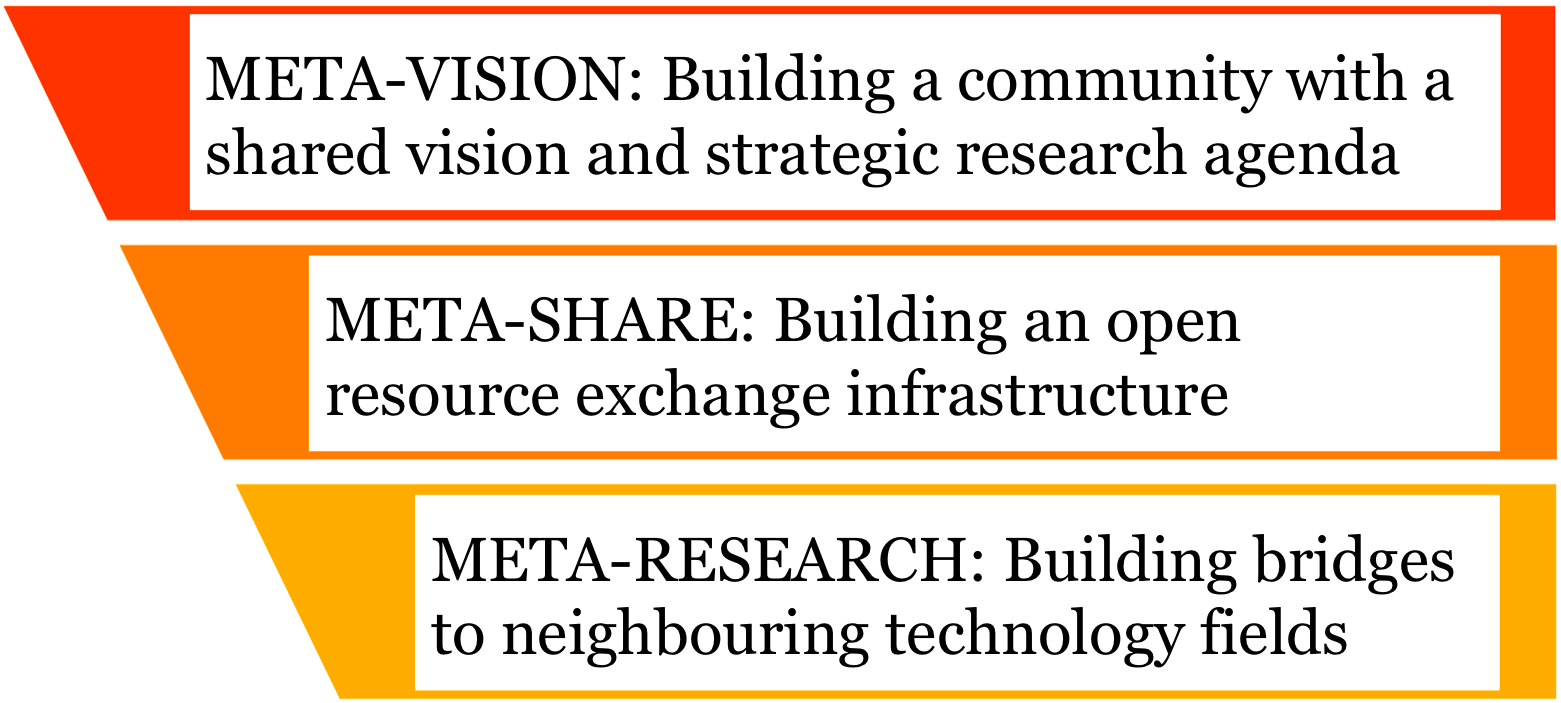 META-VISION: Building a community with a
shared vision and strategic research agenda
META-SHARE: Building an open
resource exchange infrastructure
META-RESEARCH: Building bridges
to neighbouring technology fields